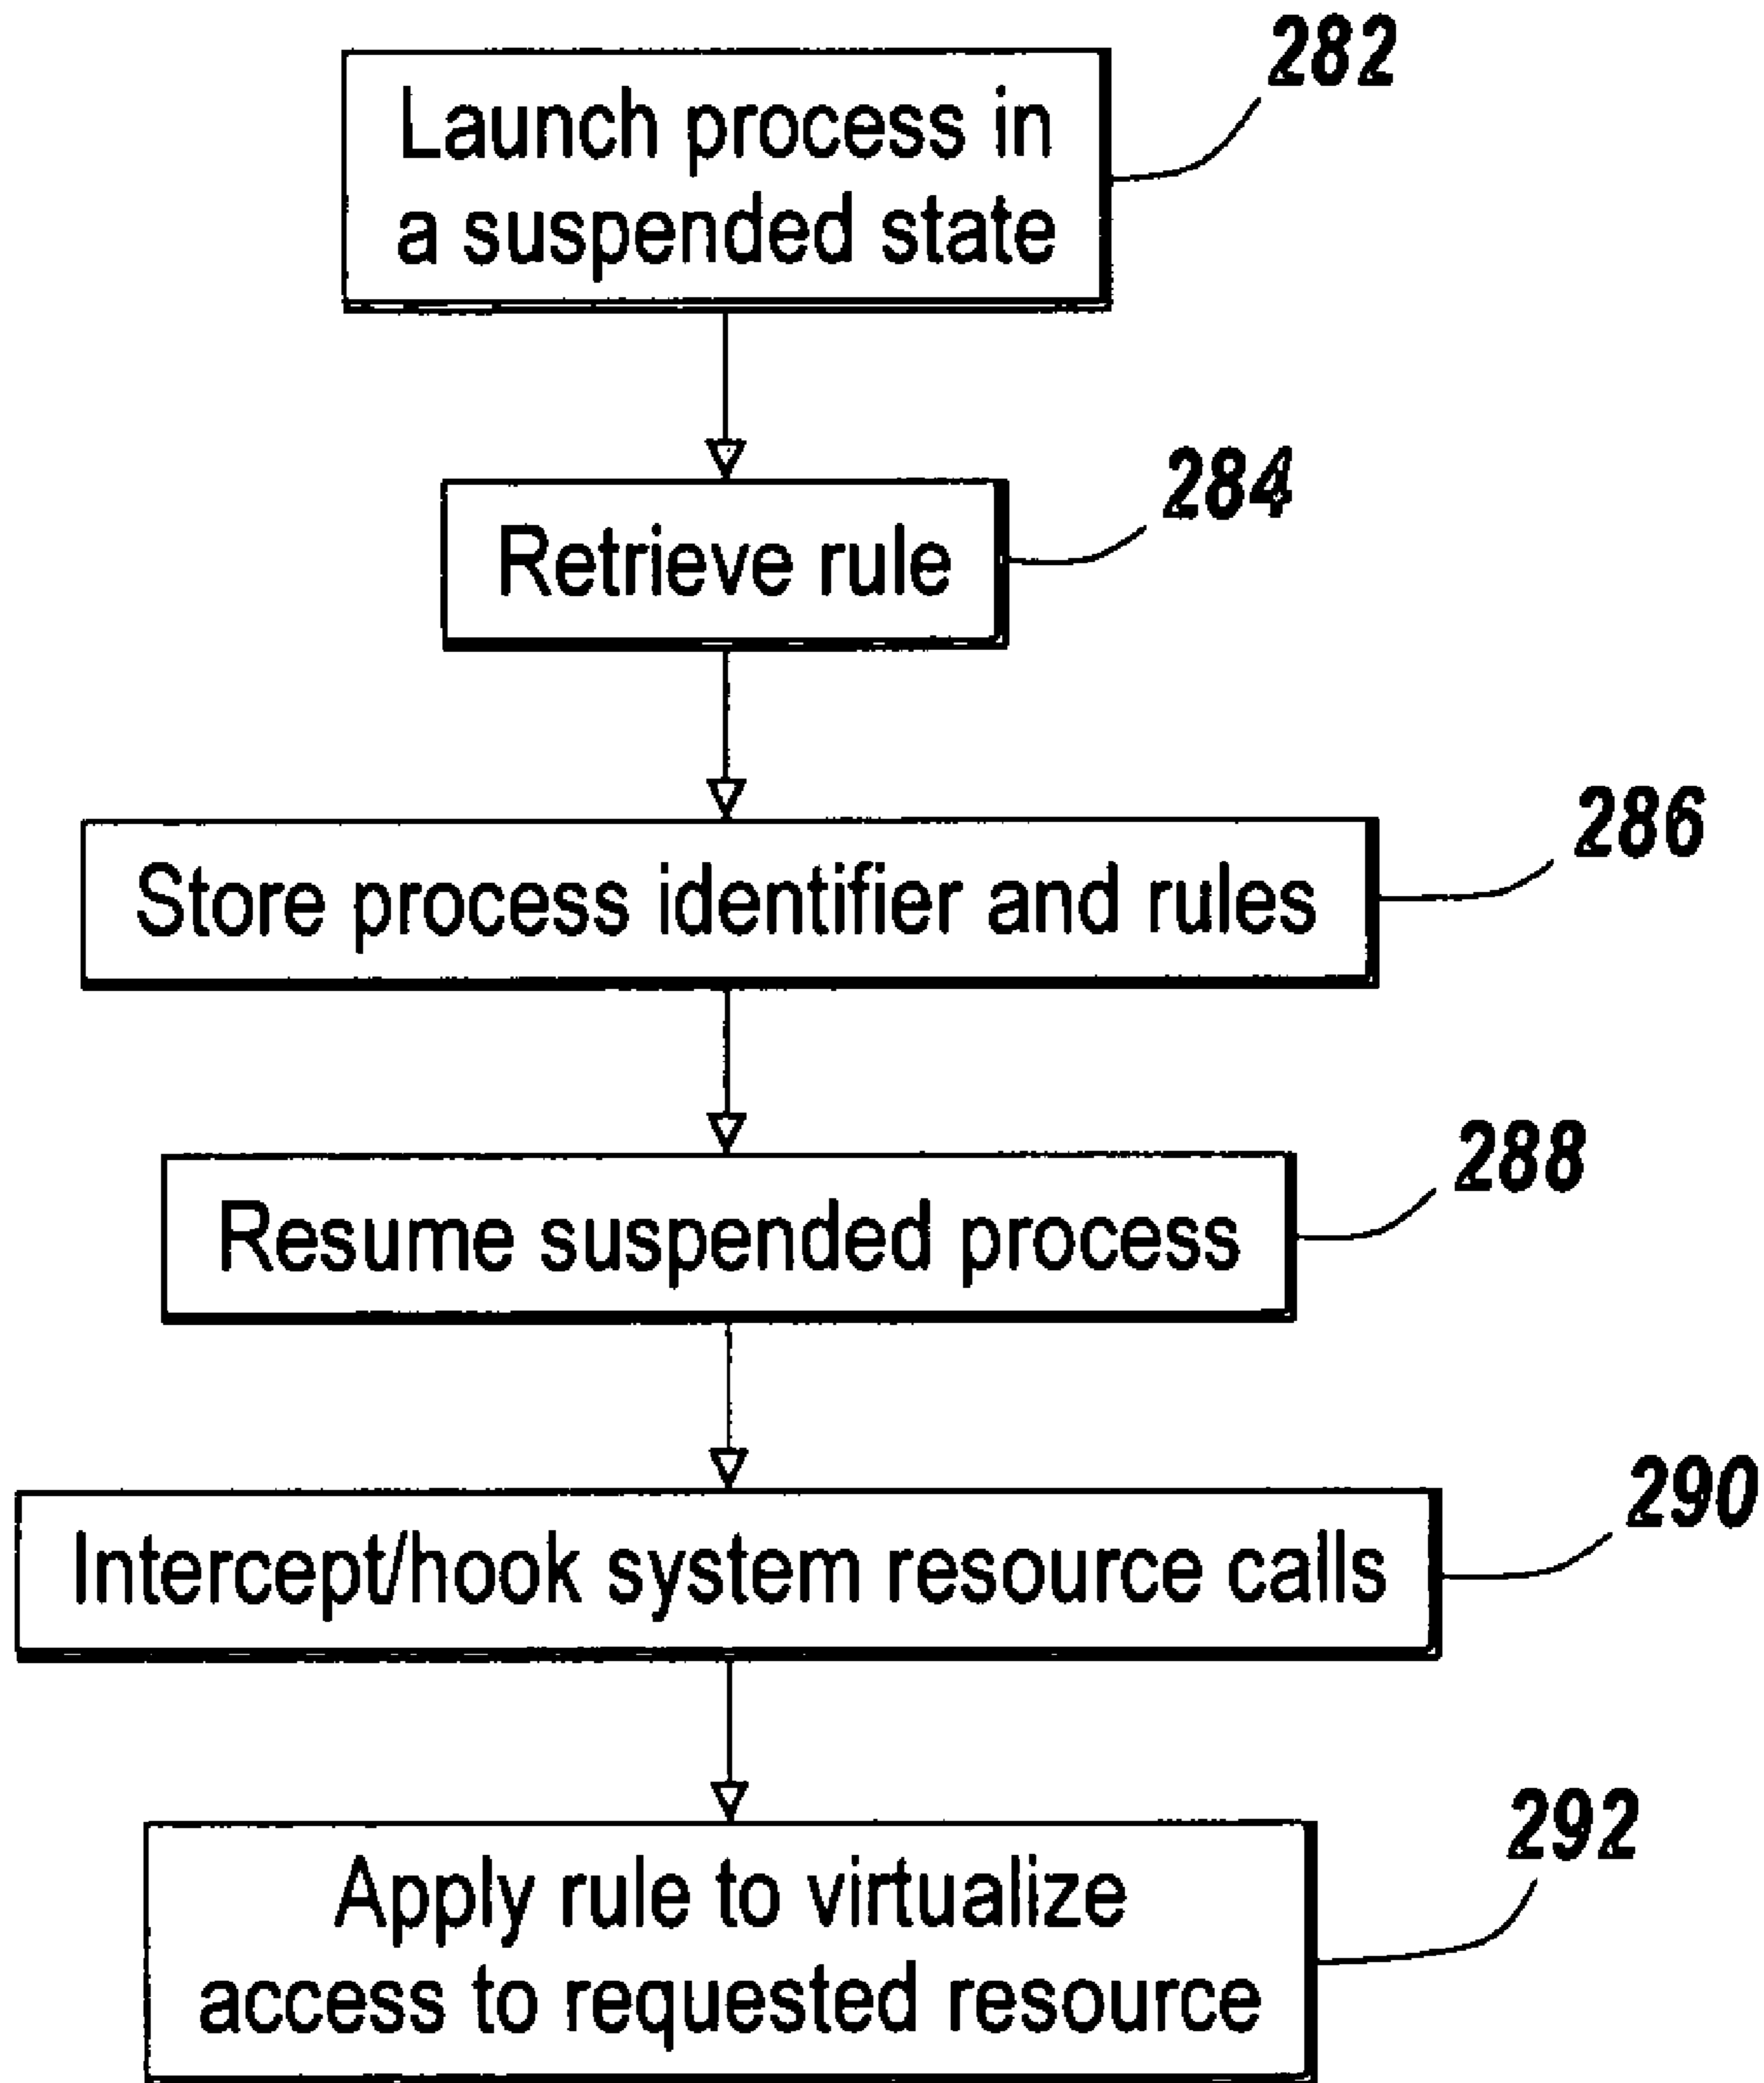 282
Launch process in
a suspended state
284
Retrieve rule
286
Store process identifier and rules
288
Resume suspended process
290
Intercept/hook system resource calls
292
Apply rule to virtualize
access to requested resource